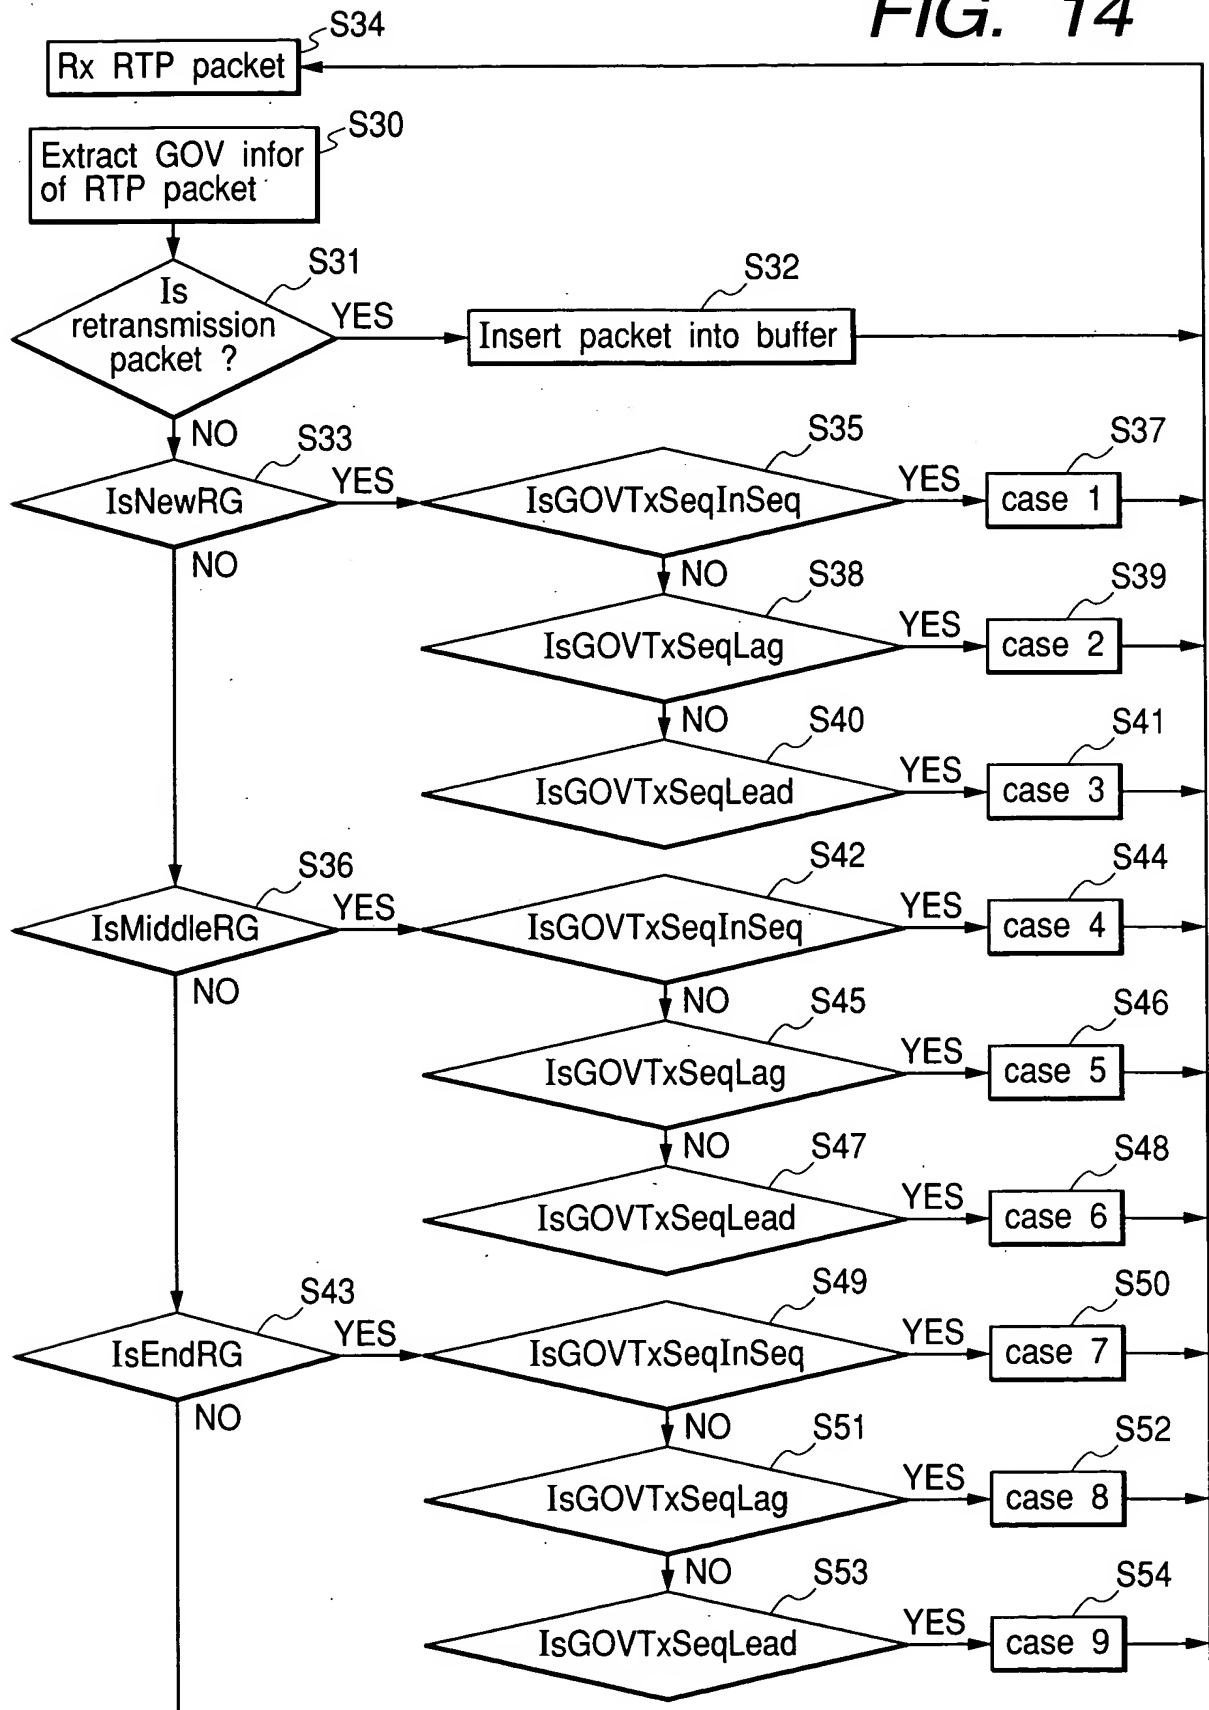 FIG. 14
S34
Rx RTP packet
S30
Extract GOV infor
of RTP packet
S31
Is
retransmission
packet ?
YES
S32
Insert packet into buffer
NO
S33
IsNewRG
YES
S35
IsGOVTxSeqInSeq
YES
S37
case 1
NO
NO
S38
IsGOVTxSeqLag
YES
S39
case 2
NO
S40
IsGOVTxSeqLead
YES
S41
case 3
S36
IsMiddleRG
YES
S42
IsGOVTxSeqInSeq
YES
S44
case 4
NO
NO
S45
IsGOVTxSeqLag
YES
S46
case 5
NO
S47
IsGOVTxSeqLead
YES
S48
case 6
S43
IsEndRG
YES
S49
IsGOVTxSeqInSeq
YES
S50
case 7
NO
NO
S51
IsGOVTxSeqLag
YES
S52
case 8
NO
S53
IsGOVTxSeqLead
YES
S54
case 9